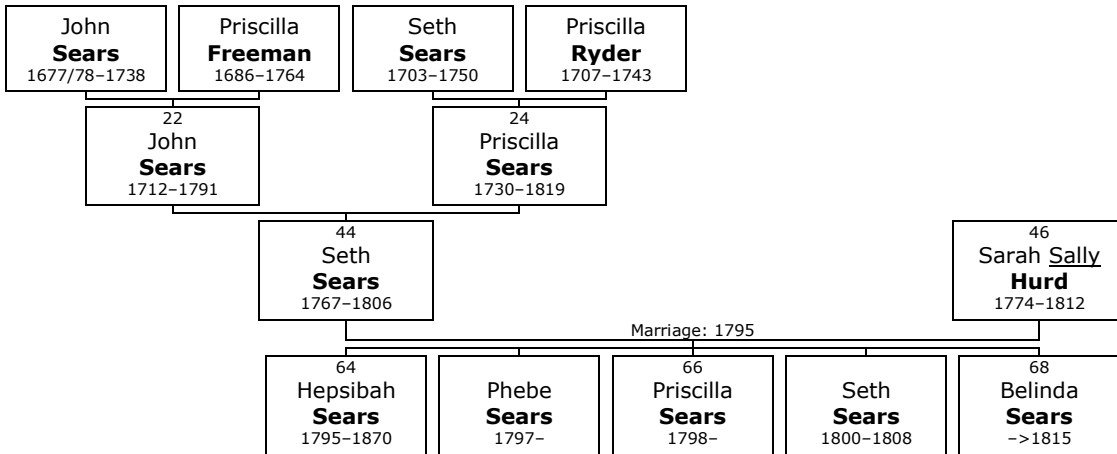 John
Sears
1677/78–1738
Priscilla
Freeman
1686–1764
Seth
Sears
1703–1750
Priscilla
Ryder
1707–1743
22
John
Sears
1712–1791
24
Priscilla
Sears
1730–1819
44
Seth
Sears
1767–1806
46
Sarah Sally
Hurd
1774–1812
Marriage: 1795
64
Hepsibah
Sears
1795–1870
Phebe
Sears
1797–
66
Priscilla
Sears
1798–
Seth
Sears
1800–1808
68
Belinda
Sears
–>1815